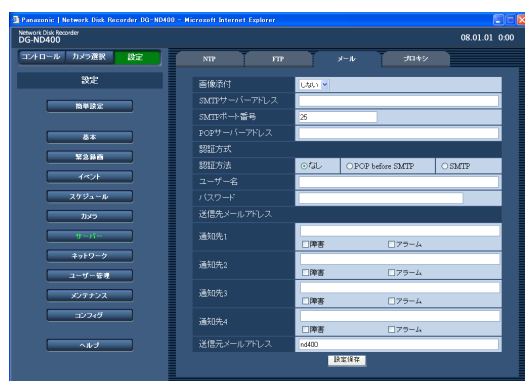 Panasonic | Network Disk Recorder DG-ND400 - Microsoft Internet Explorer
Network Disk Recorder
DG-ND400
08.01.01 0:00
コントロール カメラ選択 設定
NTP FTP メール プロキシ
設定
簡単設定
基本
緊急録画
イベント
スケジュール
カメラ
サーバー
ネットワーク
ユーザー管理
メンテナンス
コンフィグ
ヘルプ
画像添付 しない
SMTPサーバーアドレス
SMTPポート番号 25
POPサーバーアドレス
認証方式
認証方法 なし POP before SMTP SMTP
ユーザー名
パスワード
送信先メールアドレス
通知先1
障害 アラーム
通知先2
障害 アラーム
通知先3
障害 アラーム
通知先4
障害 アラーム
送信元メールアドレス nd400
設定保存